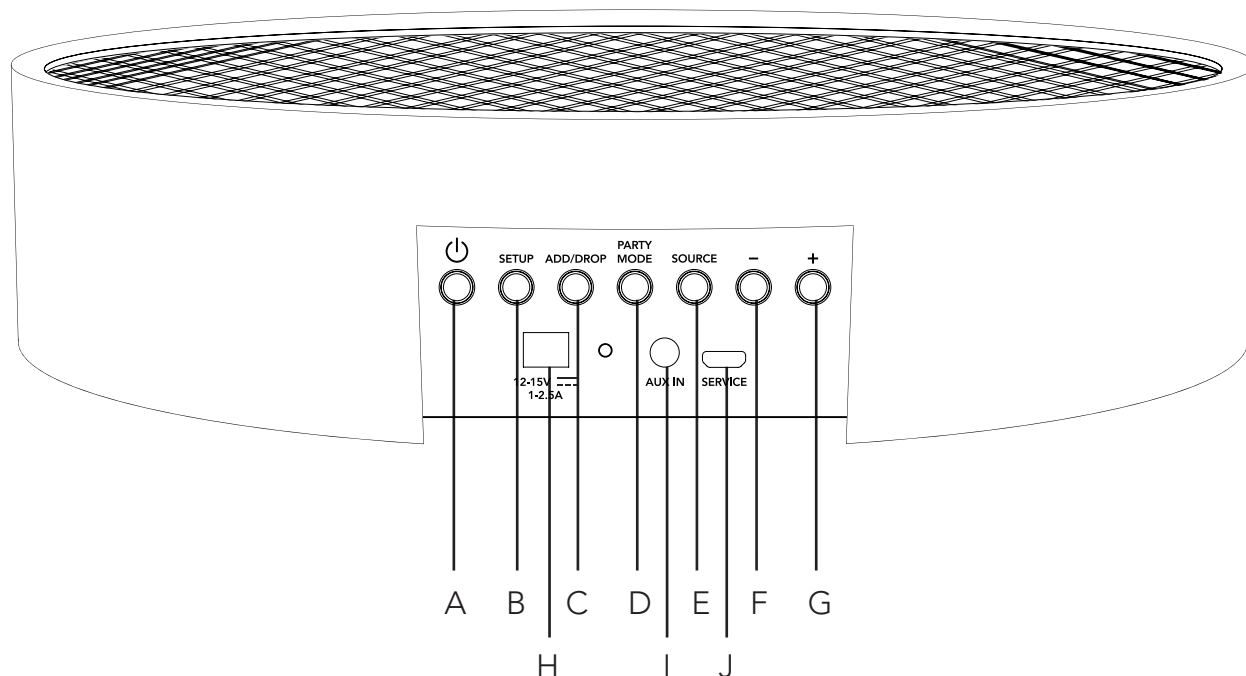 PARTY
SETUP ADD/DROP MODE SOURCE − +
12-15V
1-2.5A
AUX IN SERVICE
A B C D E F G
H I J